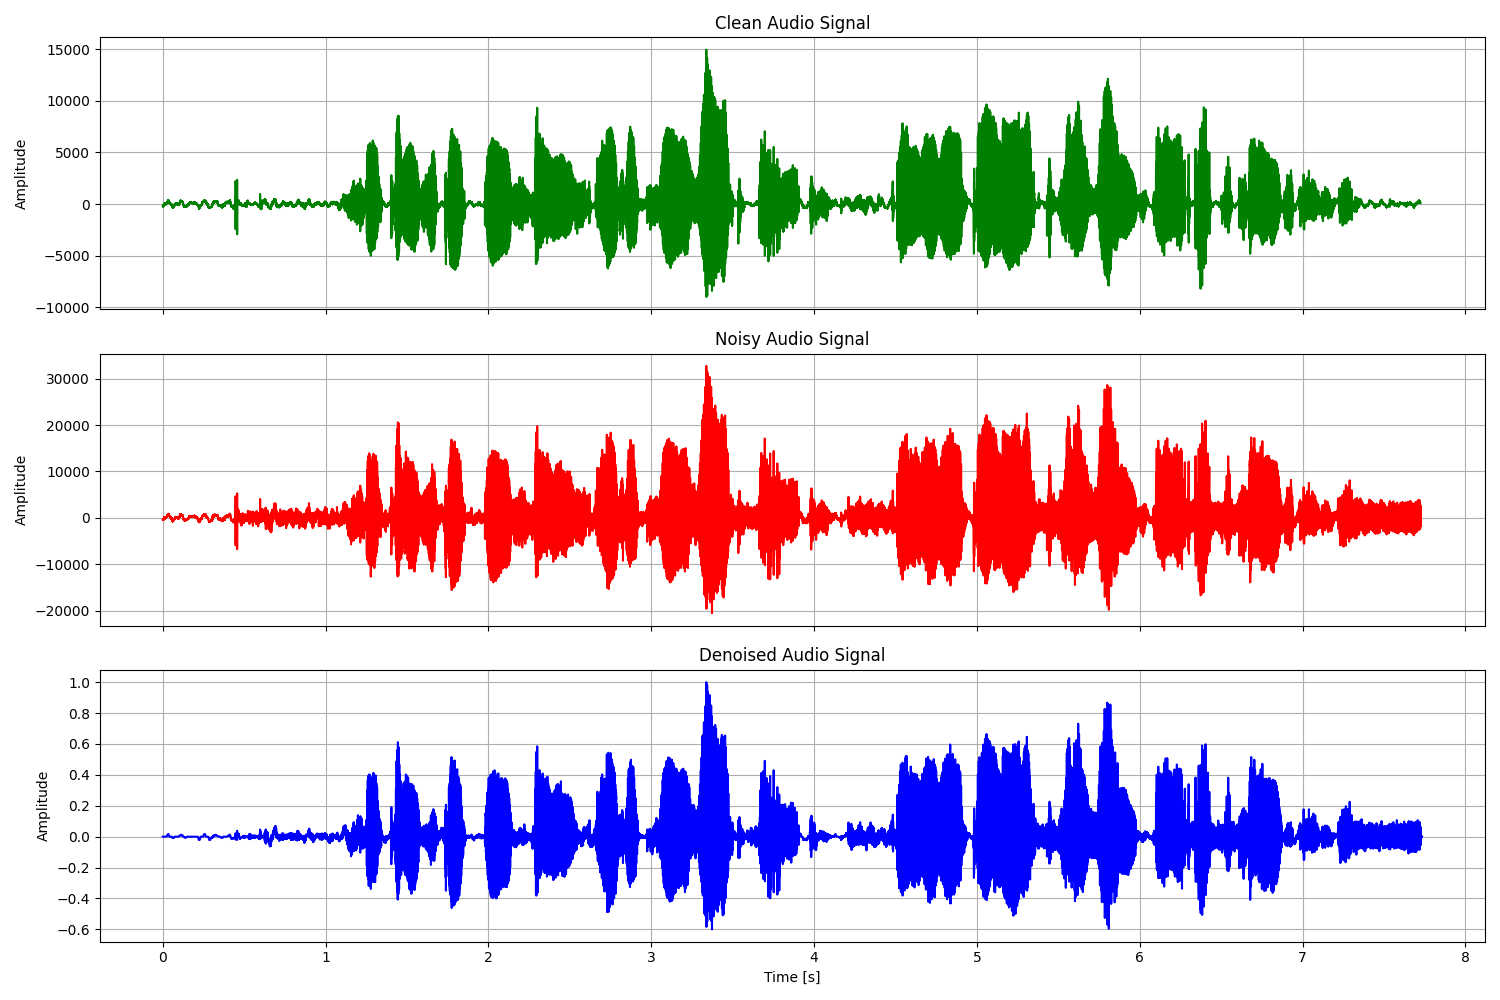 Clean Audio Signal
15000
10000
5000
0
−5000
−10000
Amplitude
Noisy Audio Signal
30000
20000
10000
0
−10000
−20000
Amplitude
Denoised Audio Signal
1.0
0.8
0.6
0.4
0.2
0.0
−0.2
−0.4
−0.6
Amplitude
0 1 2 3 4 5 6 7 8
Time [s]